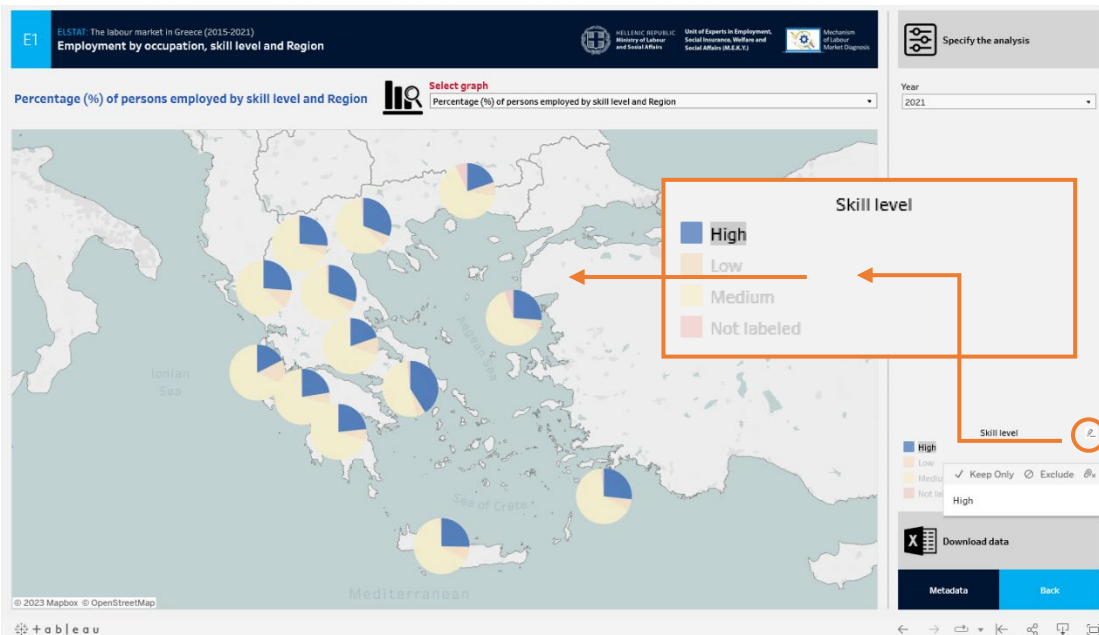 E1
ELSTAT: The labour market in Greece (2015-2021)
Employment by occupation, skill level and Region
HELLENIC REPUBLIC
Ministry of Labour
and Social Affairs
Unit of Experts in Employment,
Social Insurance, Welfare and
Social Affairs (M.E.K.Y.)
Mechanism
of Labour
Market Diagnosis
Specify the analysis
Percentage (%) of persons employed by skill level and Region
Select graph
Percentage (%) of persons employed by skill level and Region
Year
2021
Skill level
High
Low
Medium
Not labeled
Ionian
Sea
Aegean Sea
Sea of Crete
Mediterranean
Skill level
High
Low
Mediu
Not la
Keep Only
Exclude
High
Download data
Metadata
Back
© 2023 Mapbox © OpenStreetMap
+ a b l e a u